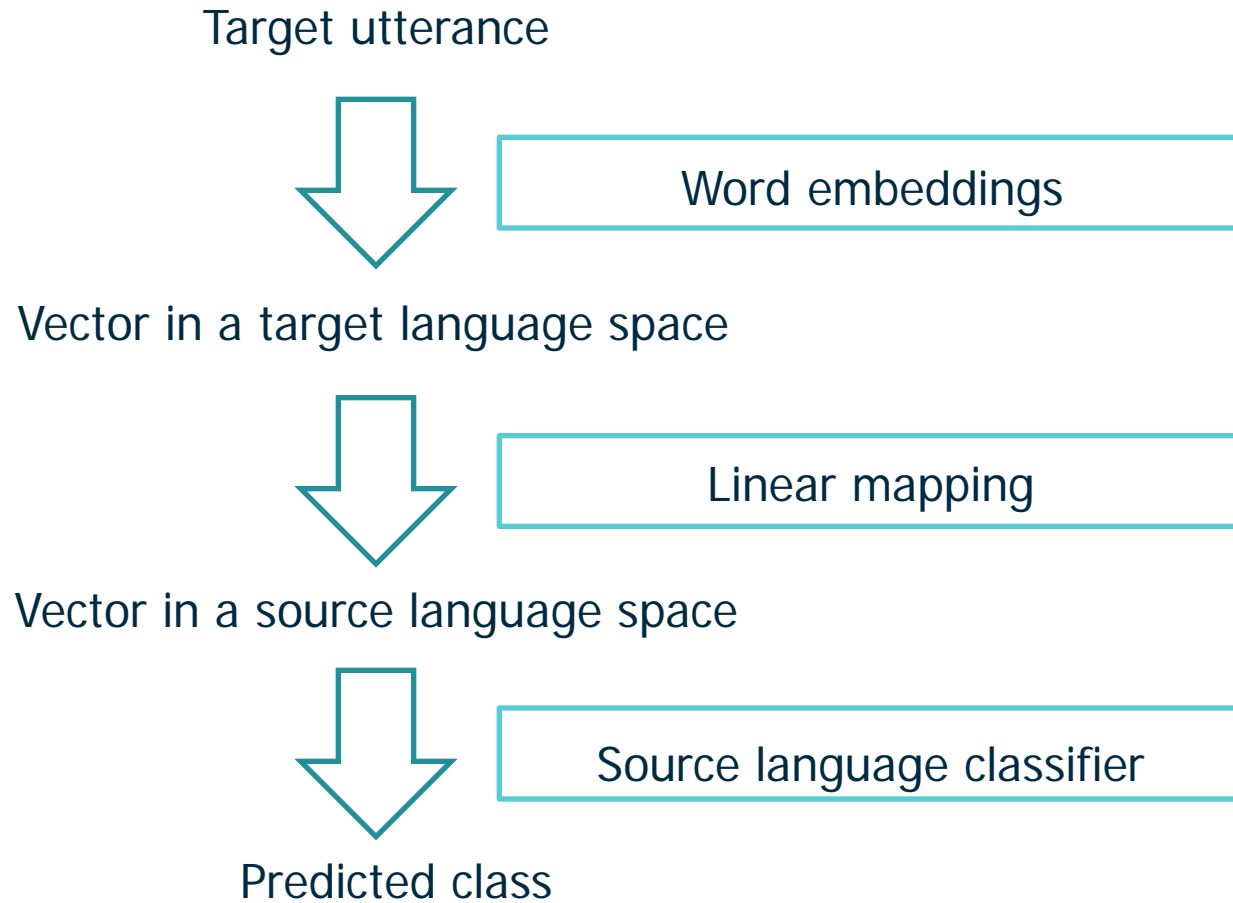 Target utterance
Word embeddings
Vector in a target language space
Linear mapping
Vector in a source language space
Source language classifier
Predicted class